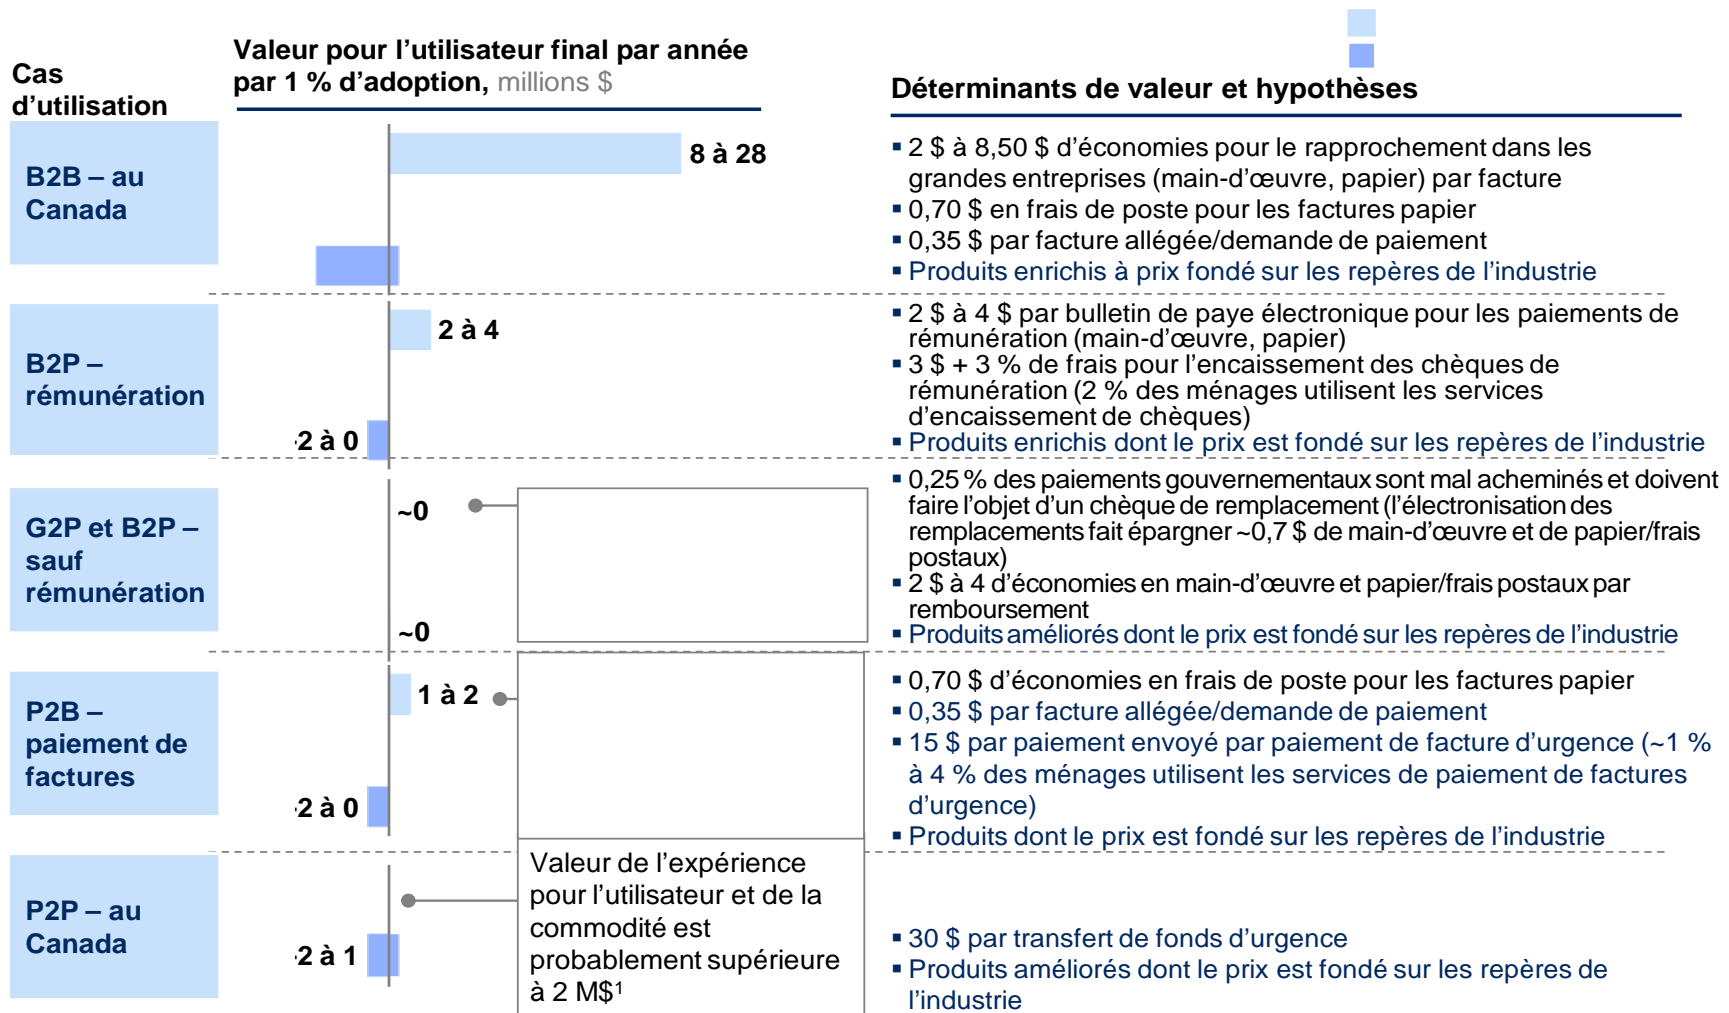 Cas
d’utilisation
Valeur pour l’utilisateur final par année
par 1 % d’adoption, millions $
Déterminants de valeur et hypothèses
B2B – au
Canada
8 à 28
▪ 2 $ à 8,50 $ d’économies pour le rapprochement dans les
grandes entreprises (main-d’œuvre, papier) par facture
▪ 0,70 $ en frais de poste pour les factures papier
▪ 0,35 $ par facture allégée/demande de paiement
▪ Produits enrichis à prix fondé sur les repères de l’industrie
B2P –
rémunération
2 à 4
-2 à 0
▪ 2 $ à 4 $ par bulletin de paye électronique pour les paiements de
rémunération (main-d’œuvre, papier)
▪ 3 $ + 3 % de frais pour l’encaissement des chèques de
rémunération (2 % des ménages utilisent les services
d’encaissement de chèques)
▪ Produits enrichis dont le prix est fondé sur les repères de l’industrie
G2P et B2P –
sauf
rémunération
~0
~0
▪ 0,25 % des paiements gouvernementaux sont mal acheminés et doivent
faire l’objet d’un chèque de remplacement (l’électronisation des
remplacements fait épargner ~0,7 $ de main-d’œuvre et de papier/frais
postaux)
▪ 2 $ à 4 d’économies en main-d’œuvre et papier/frais postaux par
remboursement
▪ Produits améliorés dont le prix est fondé sur les repères de l’industrie
P2B –
paiement de
factures
1 à 2
-2 à 0
▪ 0,70 $ d’économies en frais de poste pour les factures papier
▪ 0,35 $ par facture allégée/demande de paiement
▪ 15 $ par paiement envoyé par paiement de facture d’urgence (~1 %
à 4 % des ménages utilisent les services de paiement de factures
d’urgence)
▪ Produits dont le prix est fondé sur les repères de l’industrie
P2P – au
Canada
-2 à 1
Valeur de l’expérience
pour l’utilisateur et de la
commodité est
probablement supérieure
à 2 M$¹
▪ 30 $ par transfert de fonds d’urgence
▪ Produits améliorés dont le prix est fondé sur les repères de
l’industrie